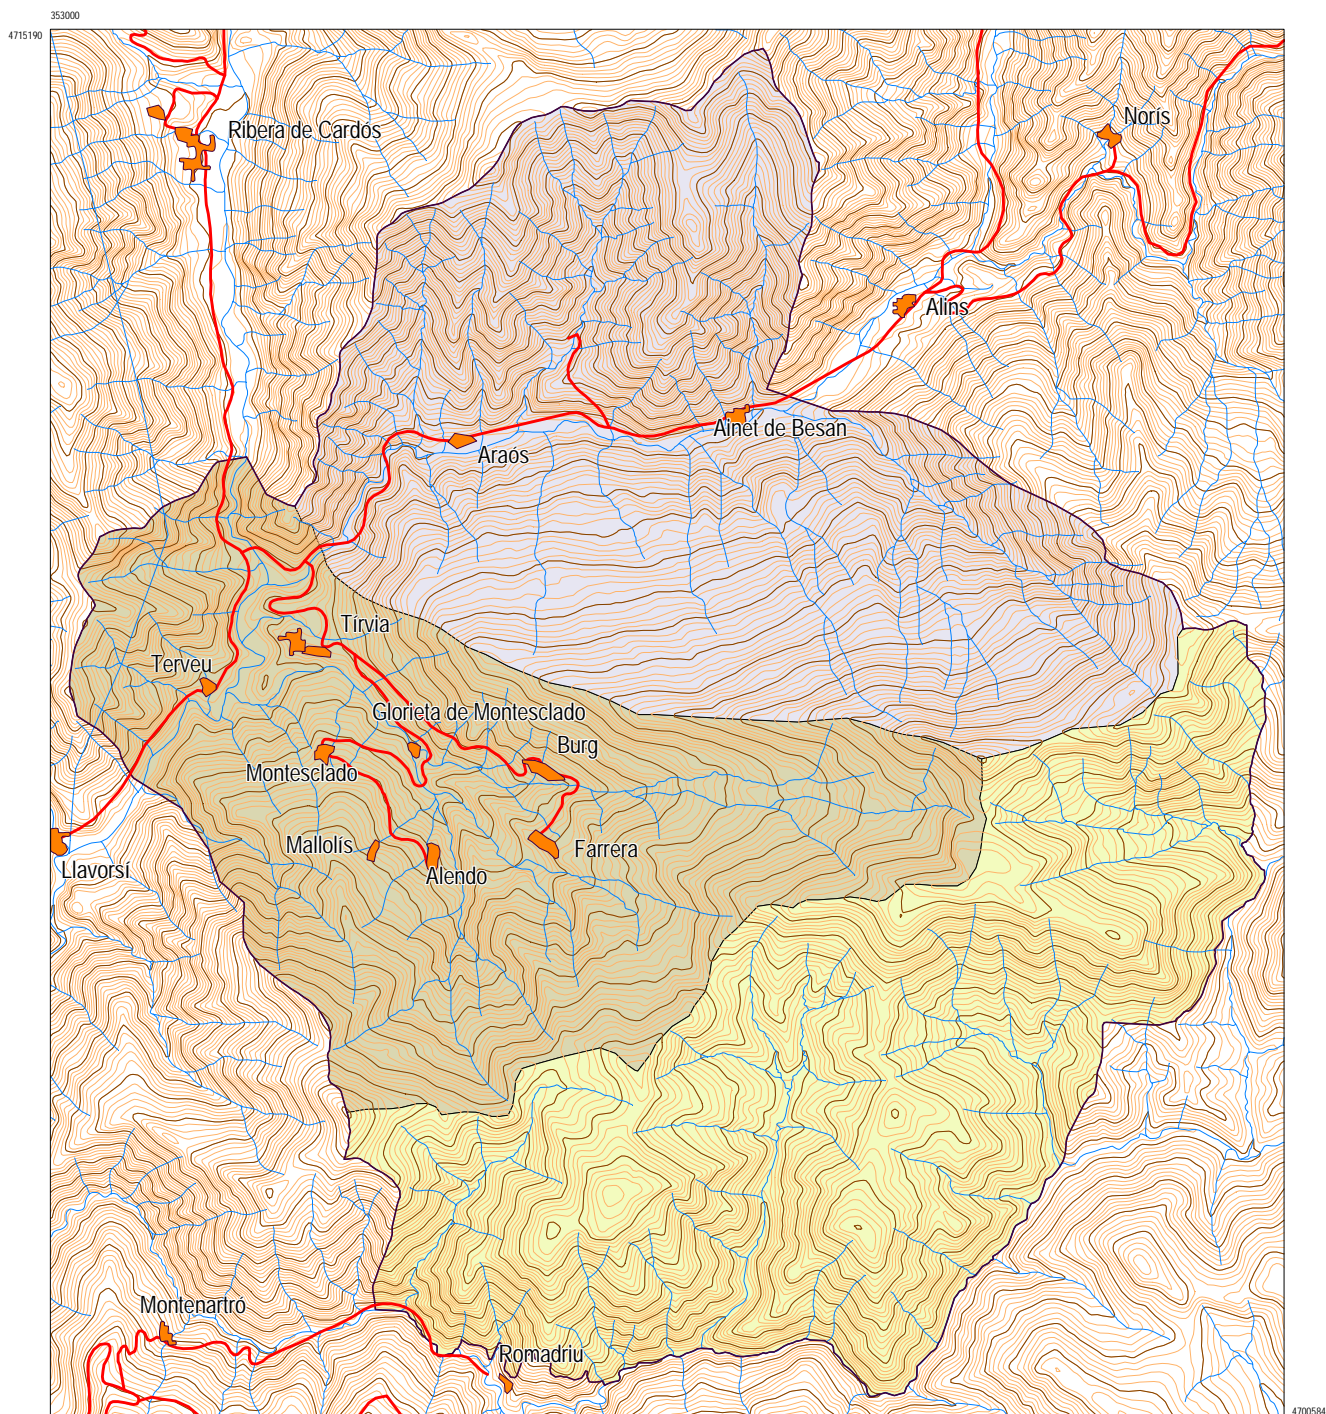 353000
4715190
Norís
Ribera de Cardós
Alins
Ainet de Besan
Araós
Tírvia
Terveu
Glorieta de Montesclado
Burg
Montesclado
Mallolís
Farrera
Llavorsí
Alendo
Montenartró
Romadriu
4700584